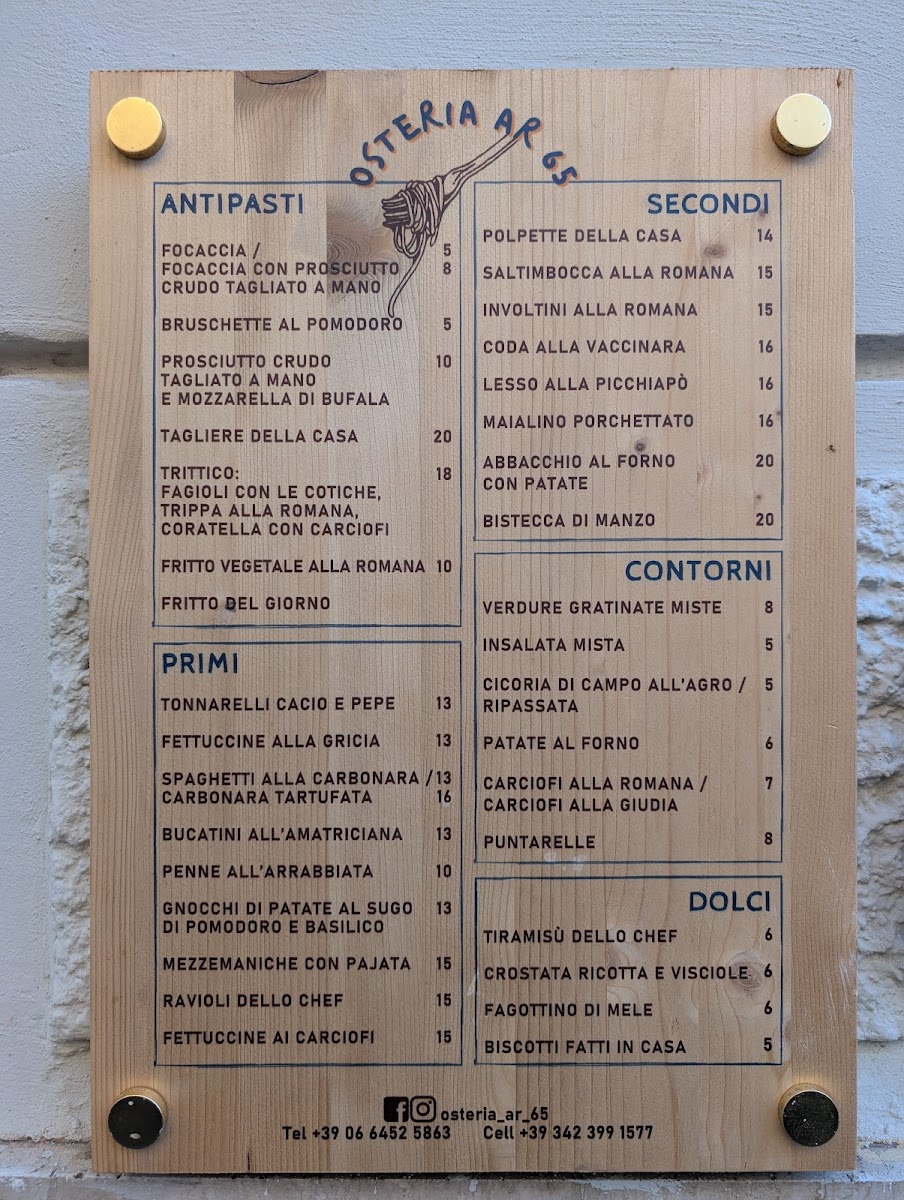 OSTERIA AR 65
ANTIPASTI
FOCACCIA / 5
FOCACCIA CON PROSCIUTTO 8
CRUDO TAGLIATO A MANO
BRUSCHETTE AL POMODORO 5
PROSCIUTTO CRUDO 10
TAGLIATO A MANO
E MOZZARELLA DI BUFALA
TAGLIERE DELLA CASA 20
TRITTICO: 18
FAGIOLI CON LE COTICHE,
TRIPPA ALLA ROMANA,
CORATELLA CON CARCIOFI
FRITTO VEGETALE ALLA ROMANA 10
FRITTO DEL GIORNO
PRIMI
TONNARELLI CACIO E PEPE 13
FETTUCCINE ALLA GRICIA 13
SPAGHETTI ALLA CARBONARA / 13
CARBONARA TARTUFATA 16
BUCATINI ALL'AMATRICIANA 13
PENNE ALL'ARRABBIATA 10
GNOCCHI DI PATATE AL SUGO 13
DI POMODORO E BASILICO
MEZZEMANICHE CON PAJATA 15
RAVIOLI DELLO CHEF 15
FETTUCCINE AI CARCIOFI 15
SECONDI
POLPETTE DELLA CASA 14
SALTIMBOCCA ALLA ROMANA 15
INVOLTINI ALLA ROMANA 15
CODA ALLA VACCINARA 16
LESSO ALLA PICCHIAPÒ 16
MAIALINO PORCHETTATO 16
ABBACCHIO AL FORNO 20
CON PATATE
BISTECCA DI MANZO 20
CONTORNI
VERDURE GRATINATE MISTE 8
INSALATA MISTA 5
CICORIA DI CAMPO ALL'AGRO / 5
RIPASSATA
PATATE AL FORNO 6
CARCIOFI ALLA ROMANA / 7
CARCIOFI ALLA GIUDIA
PUNTARELLE 8
DOLCI
TIRAMISÙ DELLO CHEF 6
CROSTATA RICOTTA E VISCIOLE 6
FAGOTTINO DI MELE 6
BISCOTTI FATTI IN CASA 5
osteria_ar_65
Tel +39 06 6452 5863 Cell +39 342 399 1577